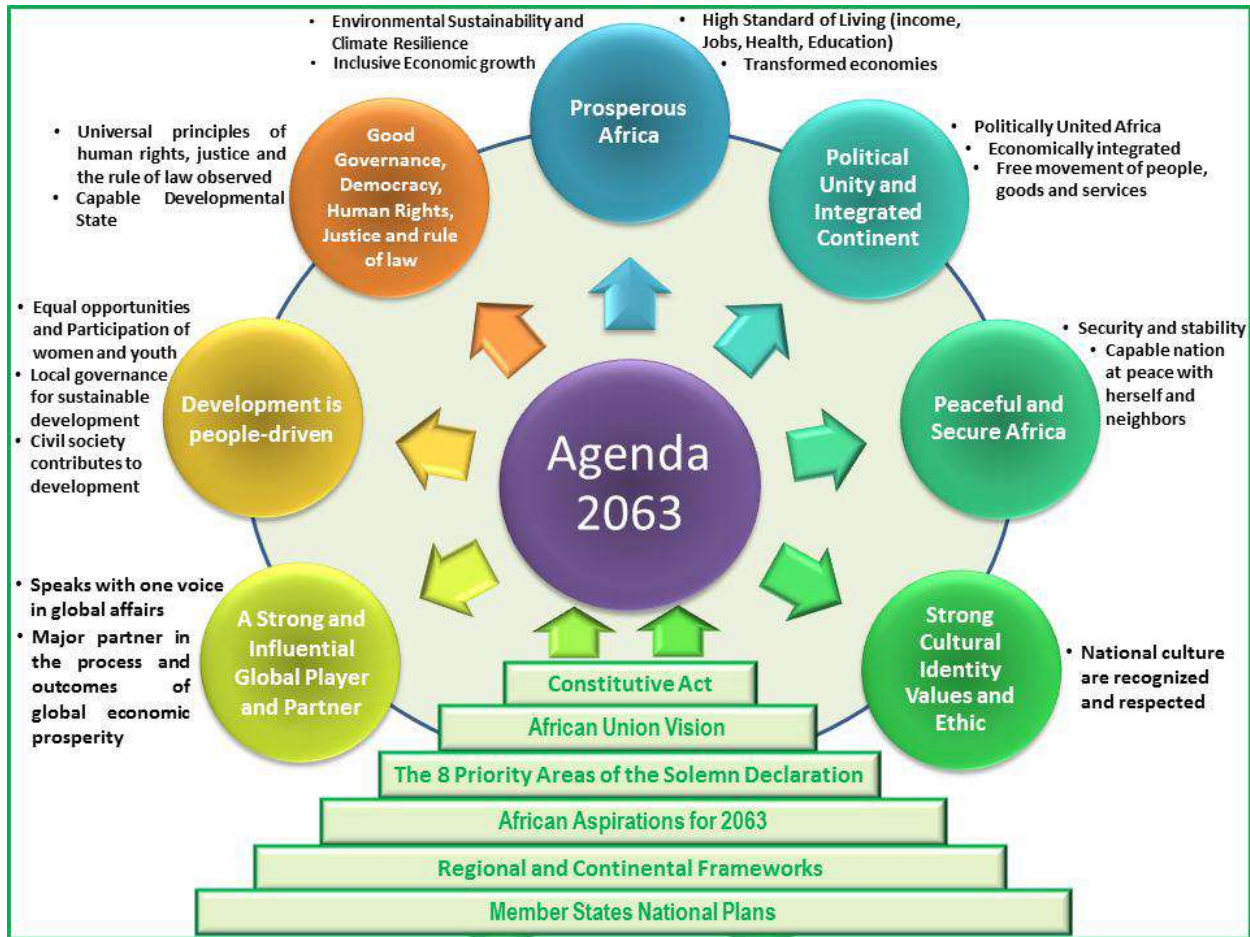 • Environmental Sustainability and
Climate Resilience
• Inclusive Economic growth
• High Standard of Living (income,
Jobs, Health, Education)
• Transformed economies
Prosperous
Africa
• Universal principles of
human rights, justice and
the rule of law observed
• Capable Developmental
State
Good
Governance,
Democracy,
Human Rights,
Justice and rule
of law
Political
Unity and
Integrated
Continent
• Politically United Africa
• Economically integrated
• Free movement of people,
goods and services
• Equal opportunities
and Participation of
women and youth
• Local governance
for sustainable
development
• Civil society
contributes to
development
Development is
people-driven
Agenda
2063
Peaceful and
Secure Africa
• Security and stability
• Capable nation
at peace with
herself and
neighbors
• Speaks with one voice
in global affairs
• Major partner in
the process and
outcomes of
global economic
prosperity
A Strong and
Influential
Global Player
and Partner
Strong
Cultural
Identity
Values and
Ethic
• National culture
are recognized
and respected
Constitutive Act
African Union Vision
The 8 Priority Areas of the Solemn Declaration
African Aspirations for 2063
Regional and Continental Frameworks
Member States National Plans